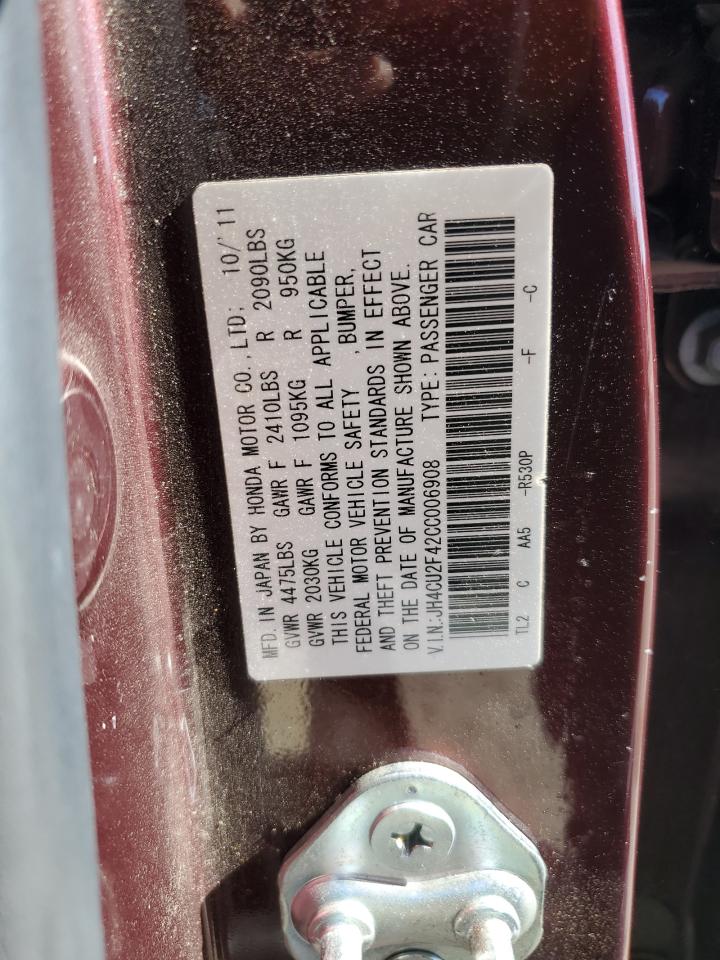 MFD. IN JAPAN BY HONDA MOTOR CO., LTD; 10/'11
GVWR 4475LBS GAWR F 2410LBS R 2090LBS
GVWR 2030KG GAWR F 1095KG R 950KG
THIS VEHICLE CONFORMS TO ALL APPLICABLE
FEDERAL MOTOR VEHICLE SAFETY , BUMPER,
AND THEFT PREVENTION STANDARDS IN EFFECT
ON THE DATE OF MANUFACTURE SHOWN ABOVE.
V.I.N.:JH4CU2F42CC006908 TYPE: PASSENGER CAR
TL2 C AA5 -R530P -F -C